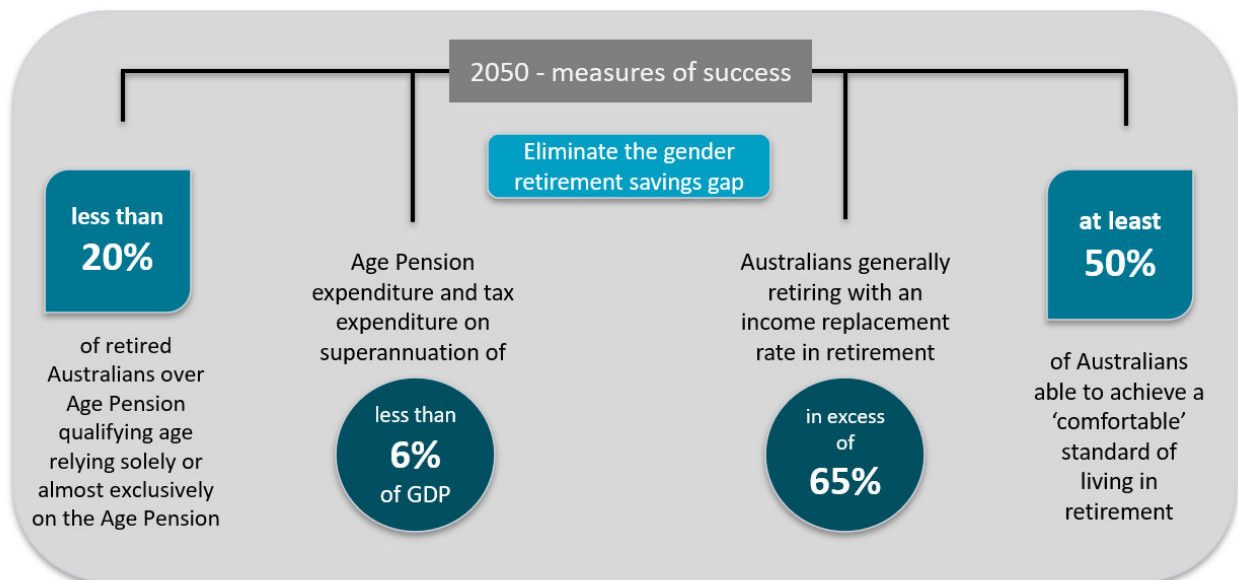 2050 - measures of success
Eliminate the gender
retirement savings gap
less than
20%
of retired
Australians over
Age Pension
qualifying age
relying solely or
almost exclusively
on the Age Pension
Age Pension
expenditure and tax
expenditure on
superannuation of
less than
6%
of GDP
Australians generally
retiring with an
income replacement
rate in retirement
in excess
of
65%
at least
50%
of Australians
able to achieve a
‘comfortable’
standard of
living in
retirement